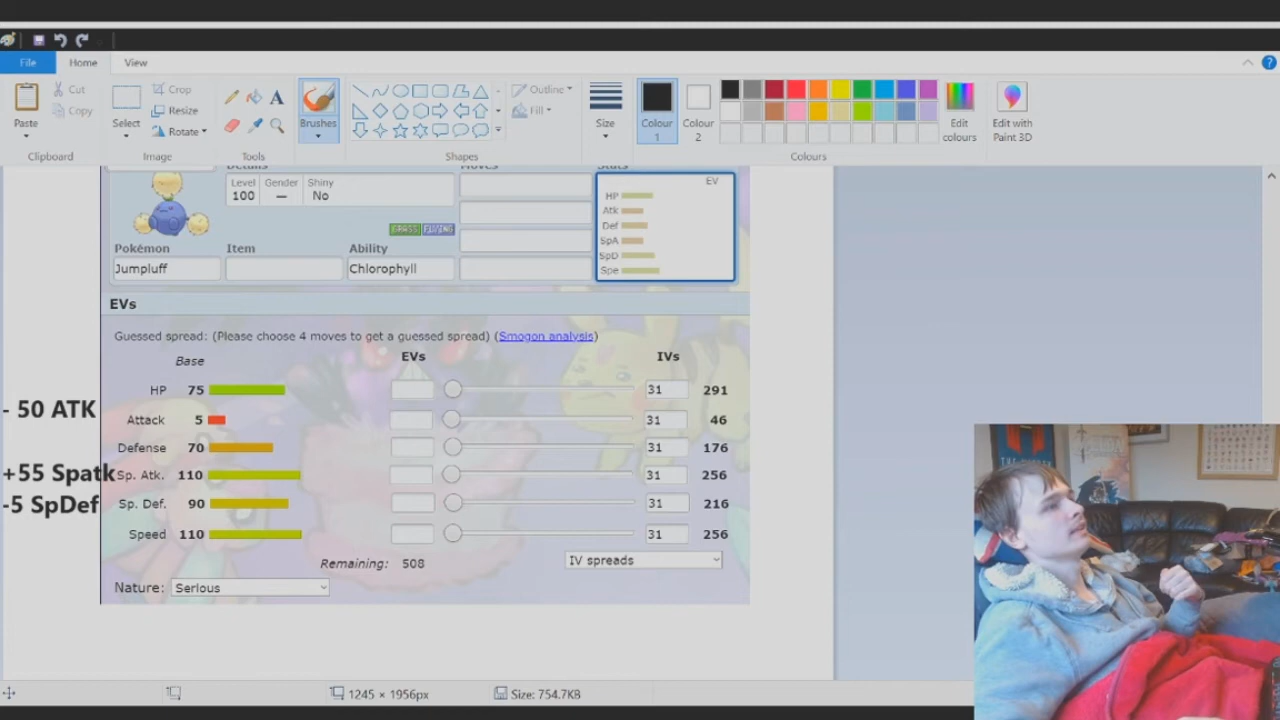 File Home View
Paste
Cut
Copy
Clipboard
Select
Crop
Resize
Rotate
Image
Tools
Brushes
Shapes
Outline
Fill
Size
Colour 1
Colour 2
Edit colours
Edit with Paint 3D
Colours
Details Moves Stats
Level Gender Shiny
100 — No
GRASS FLYING
Pokémon Item Ability
Jumpluff Chlorophyll
EV
HP
Atk
Def
SpA
SpD
Spe
EVs
Guessed spread: (Please choose 4 moves to get a guessed spread) (Smogon analysis)
Base EVs IVs
HP 75 31 291
- 50 ATK
Attack 5 31 46
Defense 70 31 176
+55 Spatk
Sp. Atk. 110 31 256
-5 SpDef
Sp. Def. 90 31 216
Speed 110 31 256
Remaining: 508 IV spreads
Nature: Serious
1245 × 1956px Size: 754.7KB